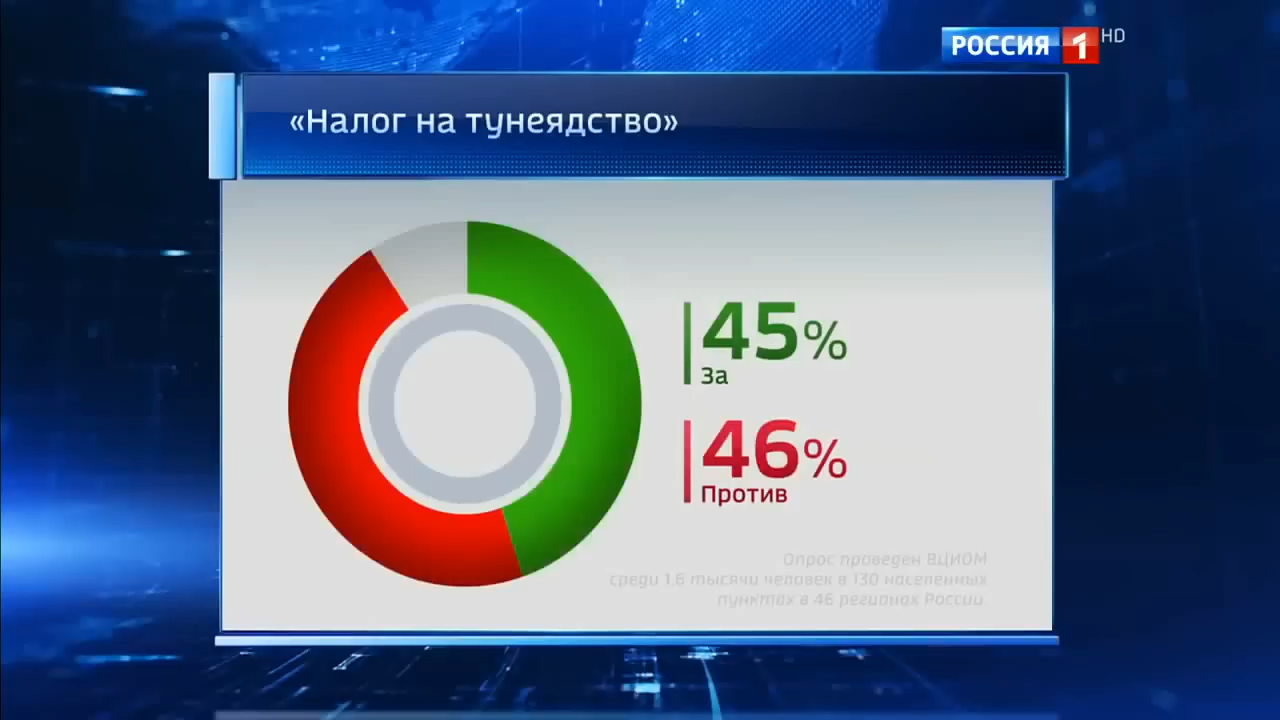 РОССИЯ 1 HD
«Налог на тунеядство»
45%
За
46%
Против
Опрос проведен ВЦИОМ
среди 1.6 тысячи человек в 130 населенных
пунктах в 46 регионах России.